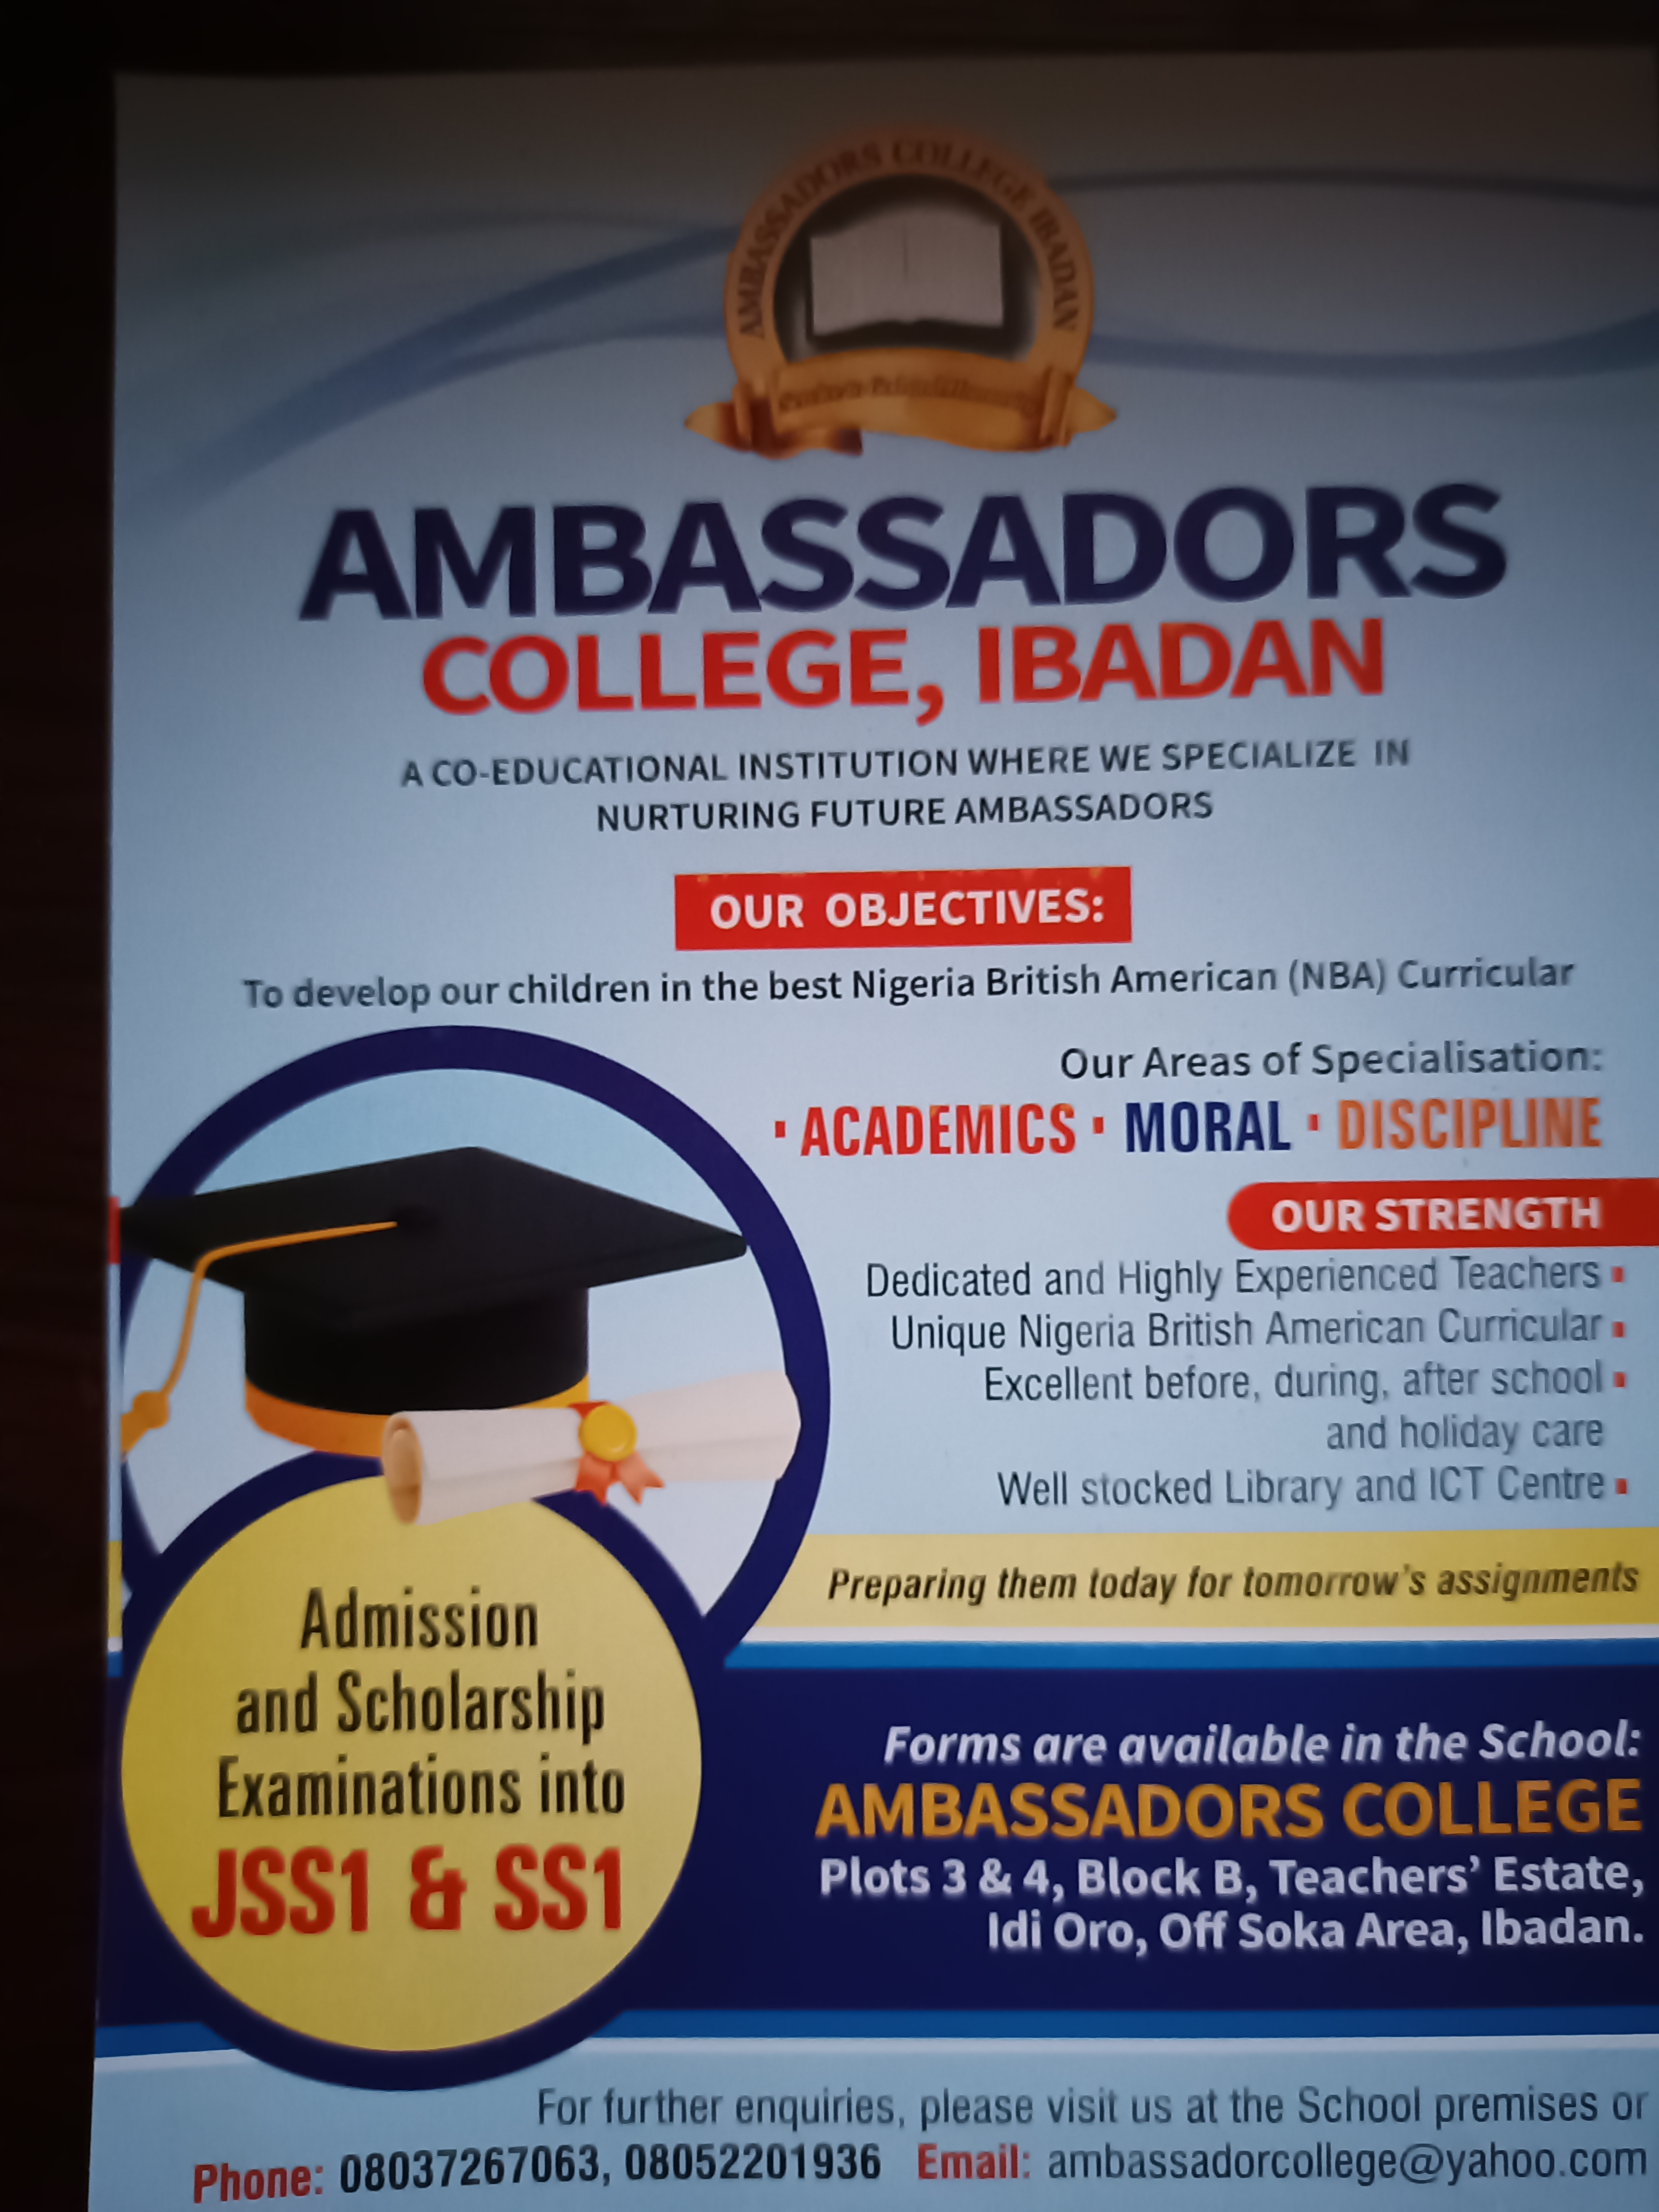 AMBASSADORS COLLEGE IBADAN
AMBASSADORS
COLLEGE, IBADAN
A CO-EDUCATIONAL INSTITUTION WHERE WE SPECIALIZE IN
NURTURING FUTURE AMBASSADORS
OUR OBJECTIVES:
To develop our children in the best Nigeria British American (NBA) Curricular
Our Areas of Specialisation:
▪ ACADEMICS ▪ MORAL ▪ DISCIPLINE
OUR STRENGTH
Dedicated and Highly Experienced Teachers ▪
Unique Nigeria British American Curricular ▪
Excellent before, during, after school ▪
and holiday care
Well stocked Library and ICT Centre ▪
Preparing them today for tomorrow's assignments
Admission
and Scholarship
Examinations into
JSS1 & SS1
Forms are available in the School:
AMBASSADORS COLLEGE
Plots 3 & 4, Block B, Teachers' Estate,
Idi Oro, Off Soka Area, Ibadan.
For further enquiries, please visit us at the School premises or
Phone: 08037267063, 08052201936 Email: ambassadorcollege@yahoo.com